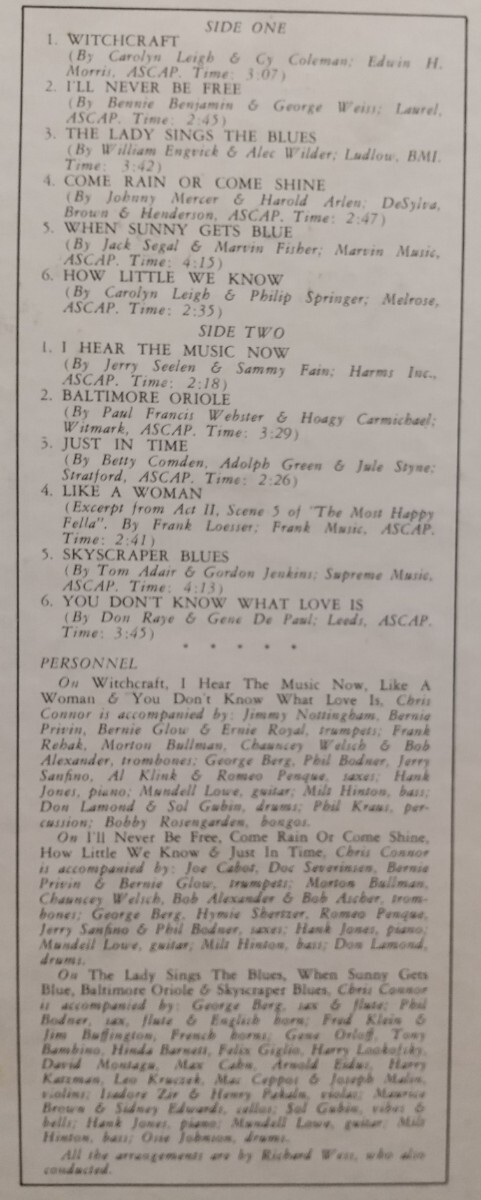 SIDE ONE
1. WITCHCRAFT
(By Carolyn Leigh & Cy Coleman; Edwin H.
Morris, ASCAP. Time: 3:07)
2. I'LL NEVER BE FREE
(By Bennie Benjamin & George Weiss; Laurel,
ASCAP. Time: 2:45)
3. THE LADY SINGS THE BLUES
(By William Engvick & Alec Wilder; Ludlow, BMI.
Time: 3:42)
4. COME RAIN OR COME SHINE
(By Johnny Mercer & Harold Arlen; DeSylva,
Brown & Henderson, ASCAP. Time: 2:47)
5. WHEN SUNNY GETS BLUE
(By Jack Segal & Marvin Fisher; Marvin Music,
ASCAP. Time: 4:15)
6. HOW LITTLE WE KNOW
(By Carolyn Leigh & Philip Springer; Melrose,
ASCAP. Time: 2:35)
SIDE TWO
1. I HEAR THE MUSIC NOW
(By Jerry Seelen & Sammy Fain; Harms Inc.,
ASCAP. Time: 2:18)
2. BALTIMORE ORIOLE
(By Paul Francis Webster & Hoagy Carmichael;
Witmark, ASCAP. Time: 3:29)
3. JUST IN TIME
(By Betty Comden, Adolph Green & Jule Styne;
Stratford, ASCAP. Time: 2:26)
4. LIKE A WOMAN
(Excerpt from Act II, Scene 5 of "The Most Happy
Fella". By Frank Loesser; Frank Music, ASCAP.
Time: 2:41)
5. SKYSCRAPER BLUES
(By Tom Adair & Gordon Jenkins; Supreme Music,
ASCAP. Time: 4:13)
6. YOU DON'T KNOW WHAT LOVE IS
(By Don Raye & Gene De Paul; Leeds, ASCAP.
Time: 3:45)
* * * * *
PERSONNEL
On Witchcraft, I Hear The Music Now, Like A
Woman & You Don't Know What Love Is, Chris
Connor is accompanied by: Jimmy Nottingham, Bernie
Privin, Bernie Glow & Ernie Royal, trumpets; Frank
Rehak, Morton Bullman, Chauncey Welsch & Bob
Alexander, trombones; George Berg, Phil Bodner, Jerry
Sanfino, Al Klink & Romeo Penque, saxes; Hank
Jones, piano; Mundell Lowe, guitar; Milt Hinton, bass;
Don Lamond & Sol Gubin, drums; Phil Kraus, per-
cussion; Bobby Rosengarden, bongos.
On I'll Never Be Free, Come Rain Or Come Shine,
How Little We Know & Just In Time, Chris Connor
is accompanied by: Joe Cabot, Doc Severinsen, Bernie
Privin & Bernie Glow, trumpets; Morton Bullman,
Chauncey Welsch, Bob Alexander & Bob Ascher, trom-
bones; George Berg, Hymie Shertzer, Romeo Penque,
Jerry Sanfino & Phil Bodner, saxes; Hank Jones, piano;
Mundell Lowe, guitar; Milt Hinton, bass; Don Lamond,
drums.
On The Lady Sings The Blues, When Sunny Gets
Blue, Baltimore Oriole & Skyscraper Blues, Chris Connor
is accompanied by: George Berg, sax & flute; Phil
Bodner, sax, flute & English horn; Fred Klein &
Jim Buffington, French horns; Gene Orloff, Tony
Bambino, Hinda Barnett, Felix Giglio, Harry Lookofsky,
David Montagu, Max Cahn, Arnold Eidus, Harry
Katzman, Leo Kruczek, Mac Ceppos & Joseph Malin,
violins; Isadore Zir & Henry Pakaln, violas; Maurice
Brown & Sidney Edwards, cellos; Sol Gubin, vibes &
bells; Hank Jones, piano; Mundell Lowe, guitar; Milt
Hinton, bass; Osie Johnson, drums.
All the arrangements are by Richard Wess, who also
conducted.